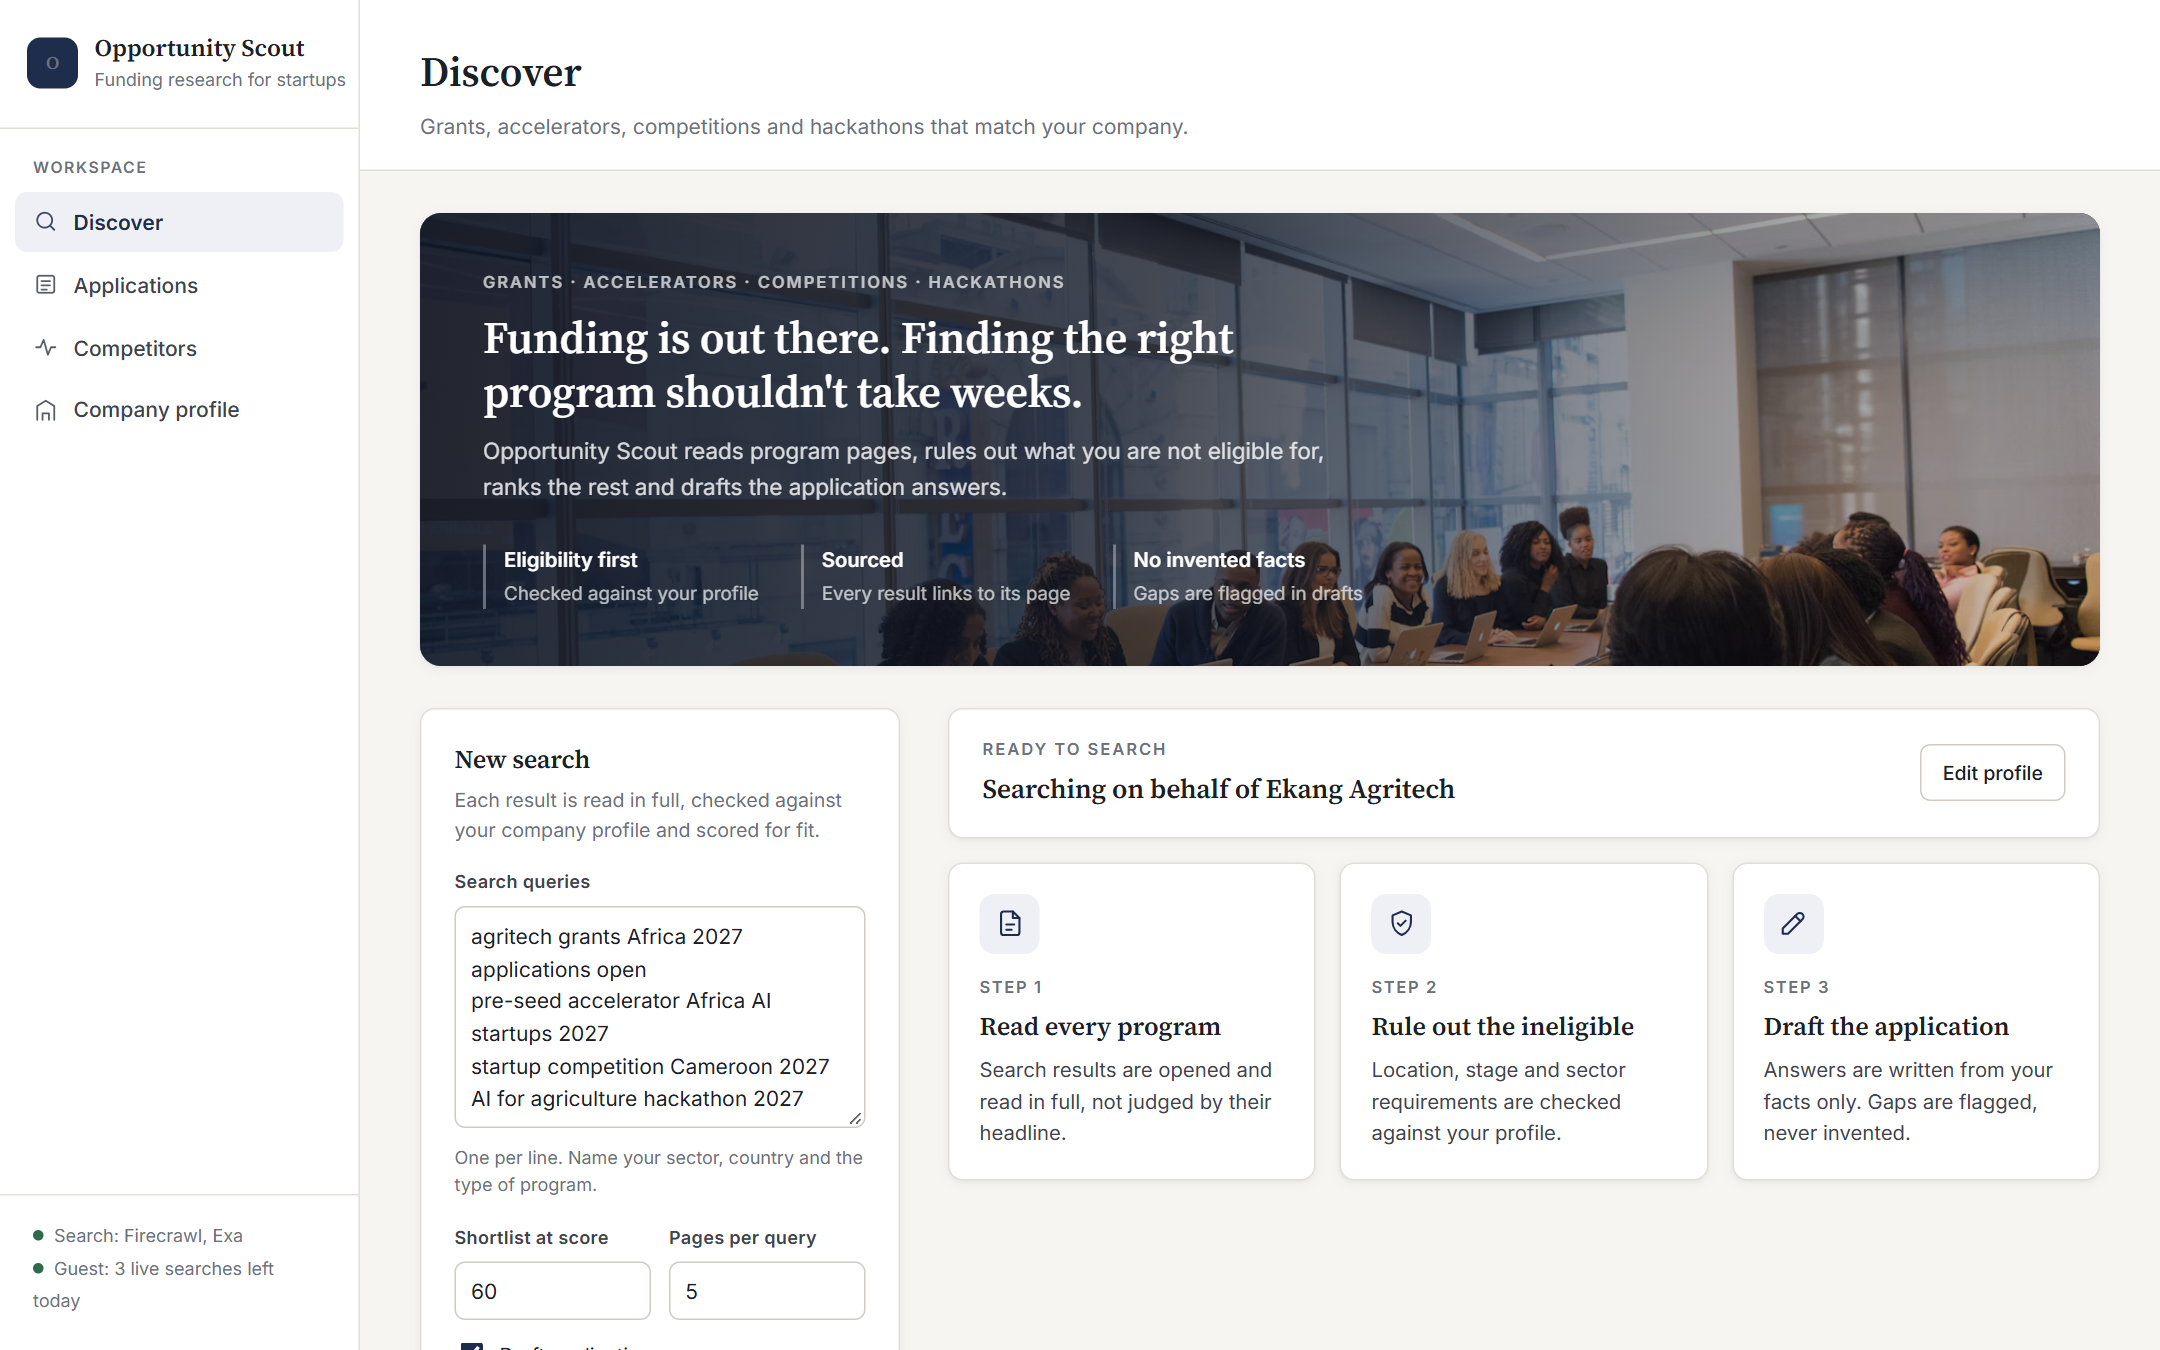 O
Opportunity Scout
Funding research for startups
WORKSPACE
Discover
Applications
Competitors
Company profile
Search: Firecrawl, Exa
Guest: 3 live searches left
today
Discover
Grants, accelerators, competitions and hackathons that match your company.
GRANTS · ACCELERATORS · COMPETITIONS · HACKATHONS
Funding is out there. Finding the right
program shouldn't take weeks.
Opportunity Scout reads program pages, rules out what you are not eligible for,
ranks the rest and drafts the application answers.
Eligibility first
Checked against your profile
Sourced
Every result links to its page
No invented facts
Gaps are flagged in drafts
New search
Each result is read in full, checked against
your company profile and scored for fit.
Search queries
agritech grants Africa 2027
applications open
pre-seed accelerator Africa AI
startups 2027
startup competition Cameroon 2027
AI for agriculture hackathon 2027
One per line. Name your sector, country and the
type of program.
Shortlist at score
Pages per query
60
5
READY TO SEARCH
Searching on behalf of Ekang Agritech
Edit profile
STEP 1
Read every program
Search results are opened and
read in full, not judged by their
headline.
STEP 2
Rule out the ineligible
Location, stage and sector
requirements are checked
against your profile.
STEP 3
Draft the application
Answers are written from your
facts only. Gaps are flagged,
never invented.